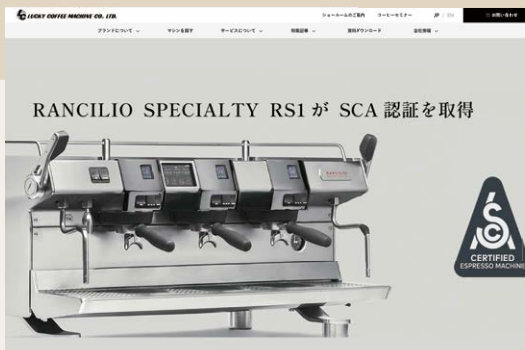 LUCKY COFFEE MACHINE CO. LTD.
ショールームのご案内 コーヒーセミナー JP / EN お問い合わせ
ブランドについて マシンを探す サービスについて 特集記事 資料ダウンロード 会社情報
RANCILIO SPECIALTY RS1が SCA 認証を取得
RANCILIO
SCA
CERTIFIED
ESPRESSO MACHINE